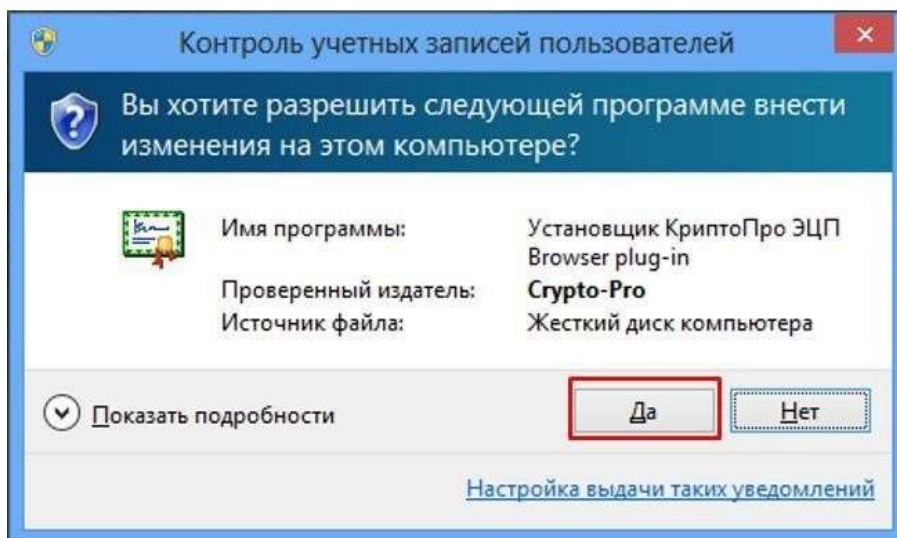 Контроль учетных записей пользователей
Вы хотите разрешить следующей программе внести
изменения на этом компьютере?
Имя программы: Установщик КриптоПро ЭЦП
Browser plug-in
Проверенный издатель: Crypto-Pro
Источник файла: Жесткий диск компьютера
Показать подробности Да Нет
Настройка выдачи таких уведомлений